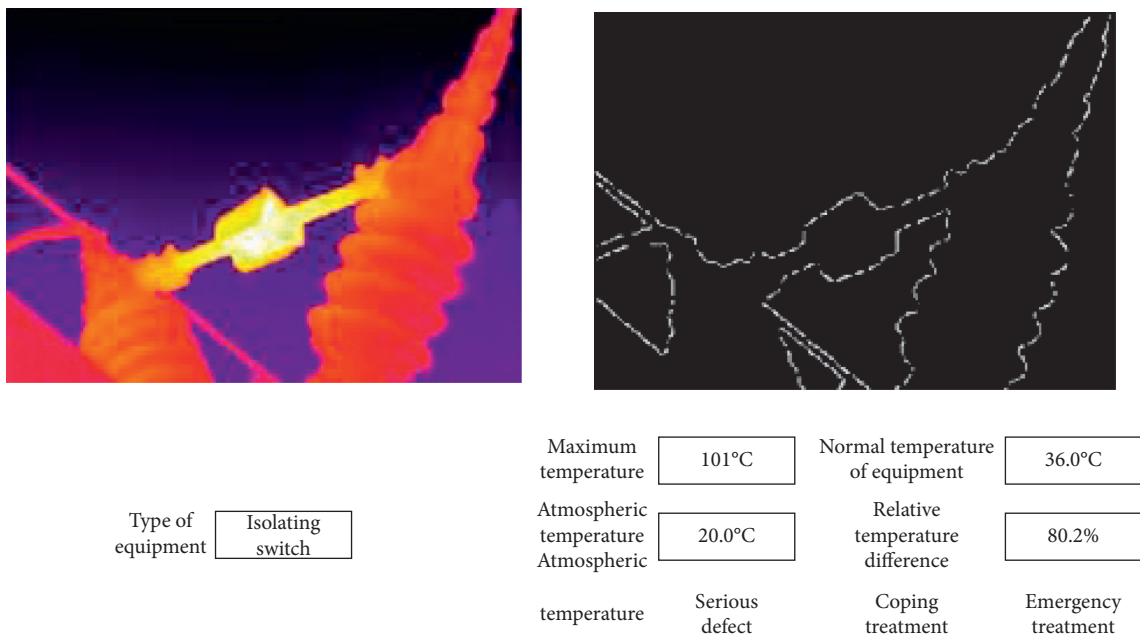 Maximum
temperature
101°C
Normal temperature
of equipment
36.0°C
Type of
equipment
Isolating
switch
Atmospheric
temperature
Atmospheric
20.0°C
Relative
temperature
difference
80.2%
temperature
Serious
defect
Coping
treatment
Emergency
treatment